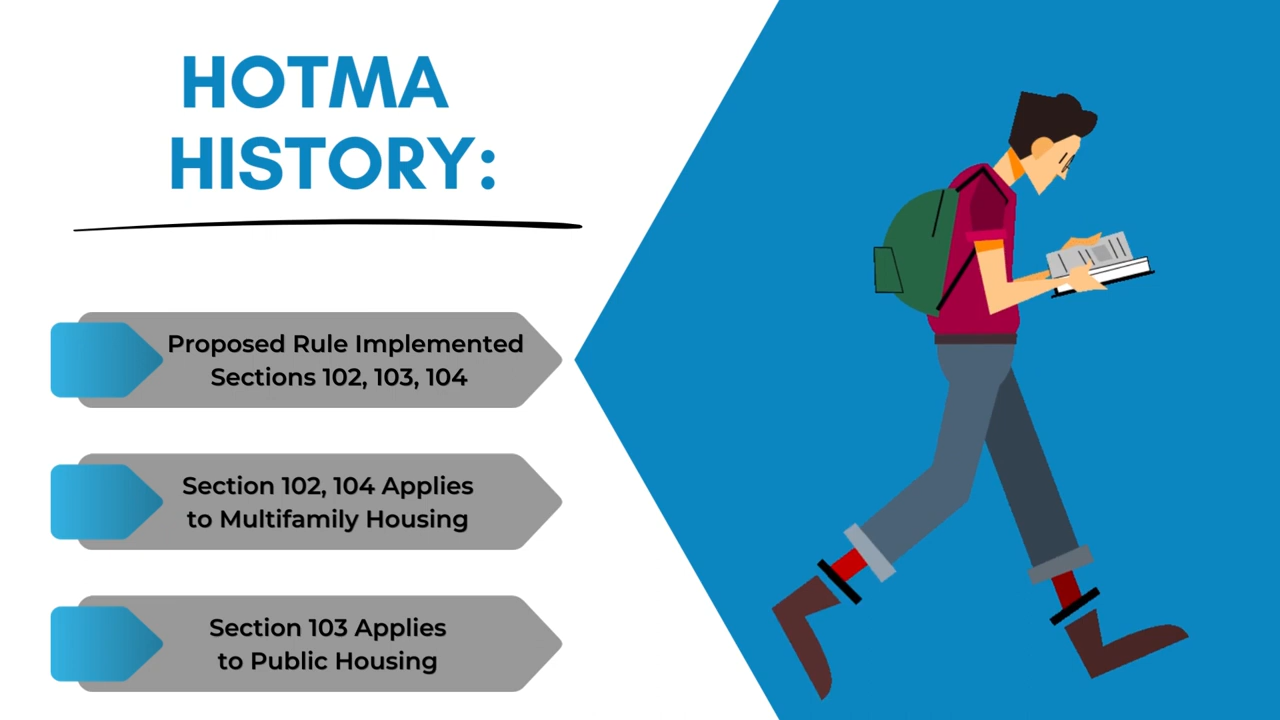 HOTMA
HISTORY:
Proposed Rule Implemented
Sections 102, 103, 104
Section 102, 104 Applies
to Multifamily Housing
Section 103 Applies
to Public Housing